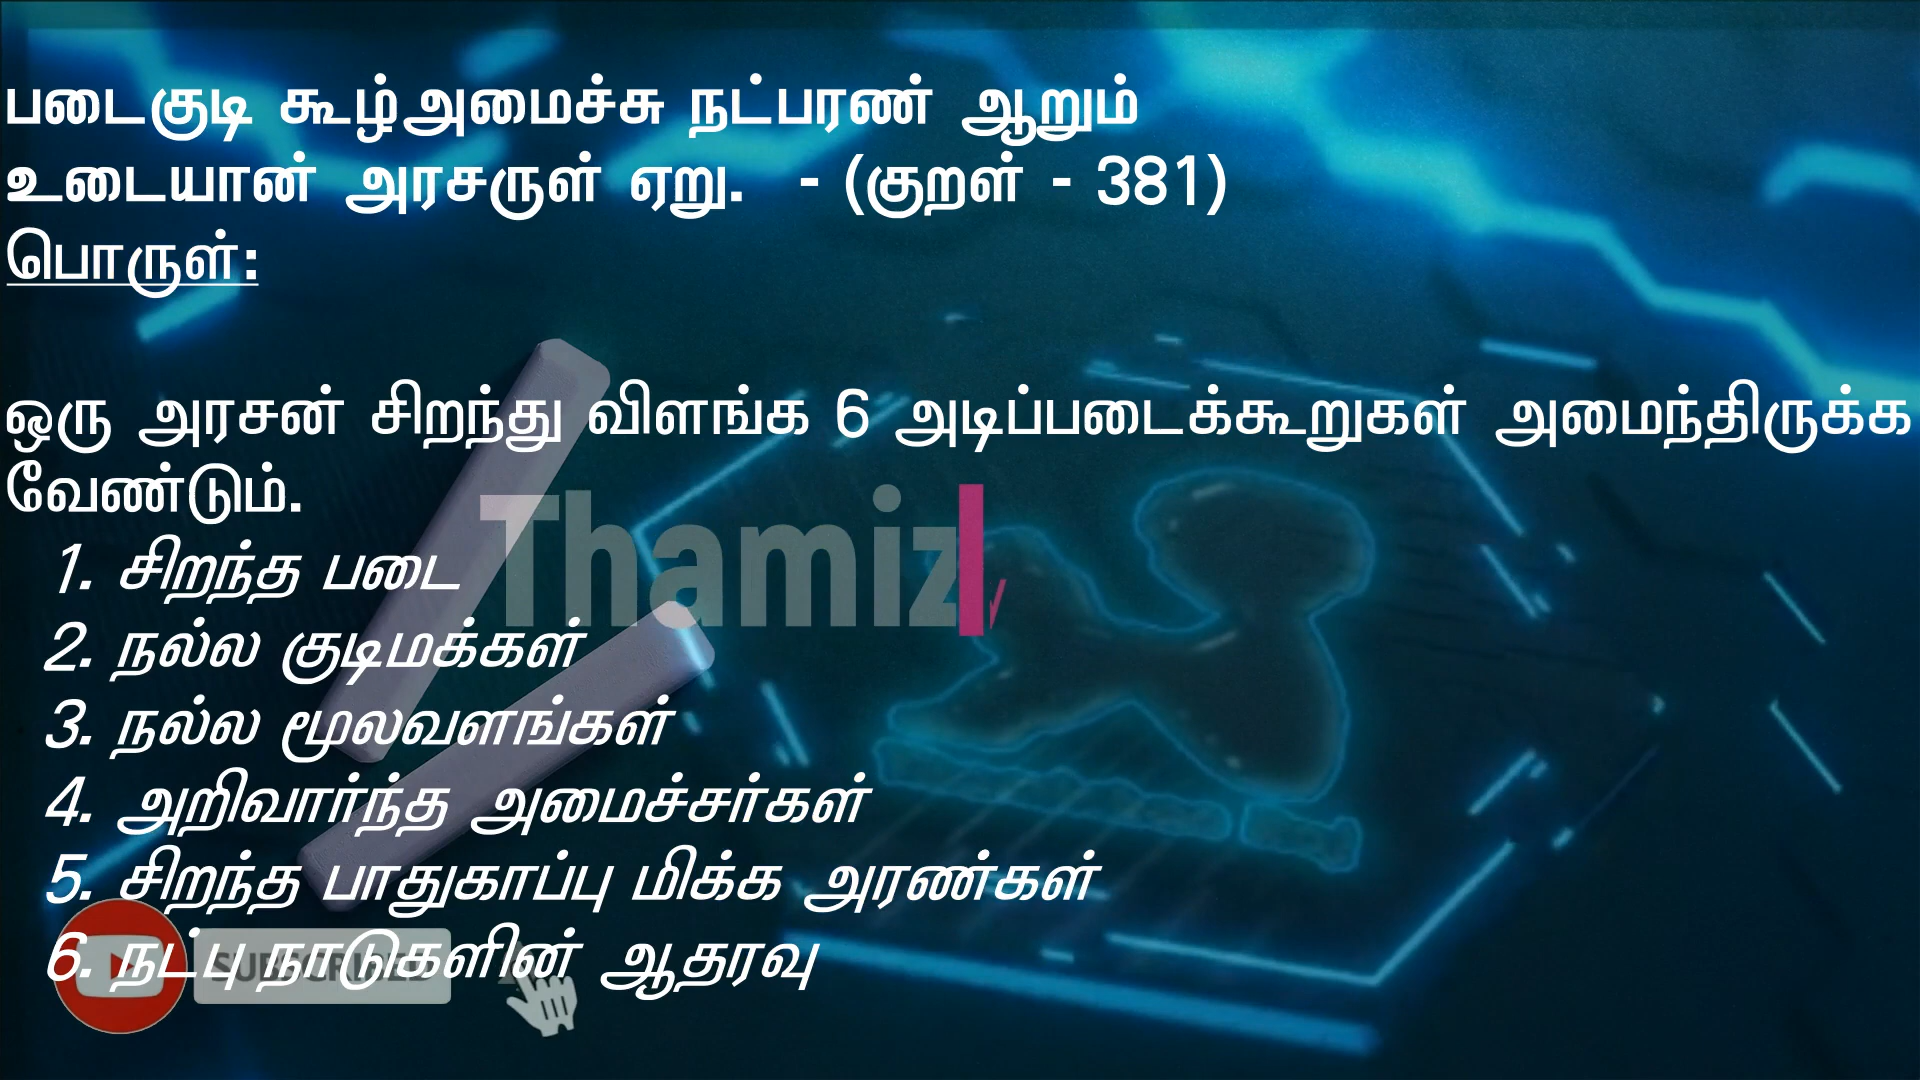 படைகுடி கூழ்அமைச்சு நட்பரண் ஆறும்
உடையான் அரசருள் ஏறு. - (குறள் - 381)
பொருள்:
ஒரு அரசன் சிறந்து விளங்க 6 அடிப்படைக்கூறுகள் அமைந்திருக்க
வேண்டும்.
1. சிறந்த படை
Thamiz
2. நல்ல குடிமக்கள்
3. நல்ல மூலவளங்கள்
4. அறிவார்ந்த அமைச்சர்கள்
5. சிறந்த பாதுகாப்பு மிக்க அரண்கள்
6. நட்பு நாடுகளின் ஆதரவு